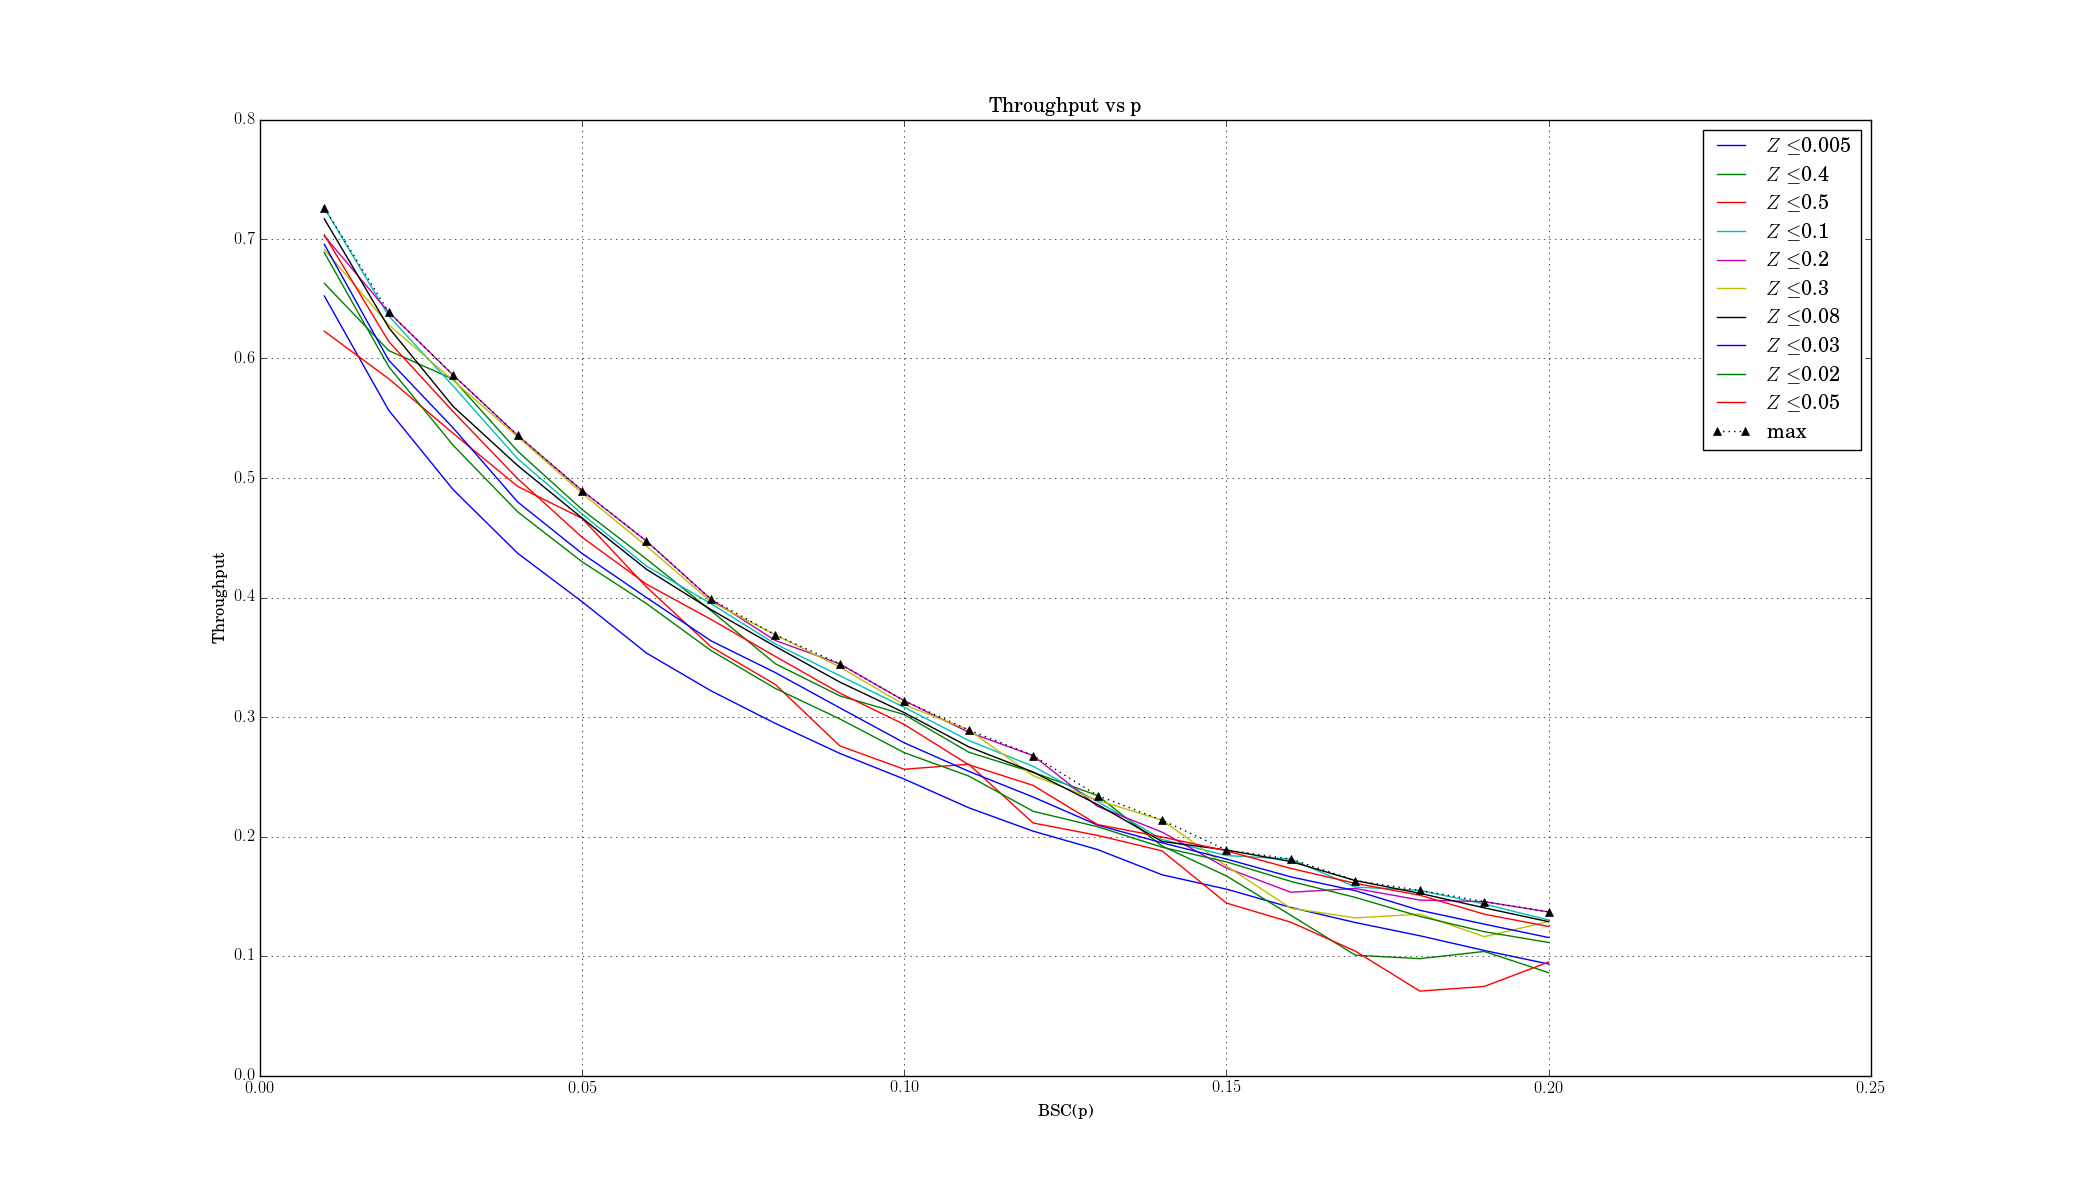 Throughput vs p
0.8
0.7
0.6
0.5
0.4
0.3
0.2
0.1
0.0
Throughput
0.00 0.05 0.10 0.15 0.20 0.25
BSC(p)
Z ≤0.005
Z ≤0.4
Z ≤0.5
Z ≤0.1
Z ≤0.2
Z ≤0.3
Z ≤0.08
Z ≤0.03
Z ≤0.02
Z ≤0.05
max